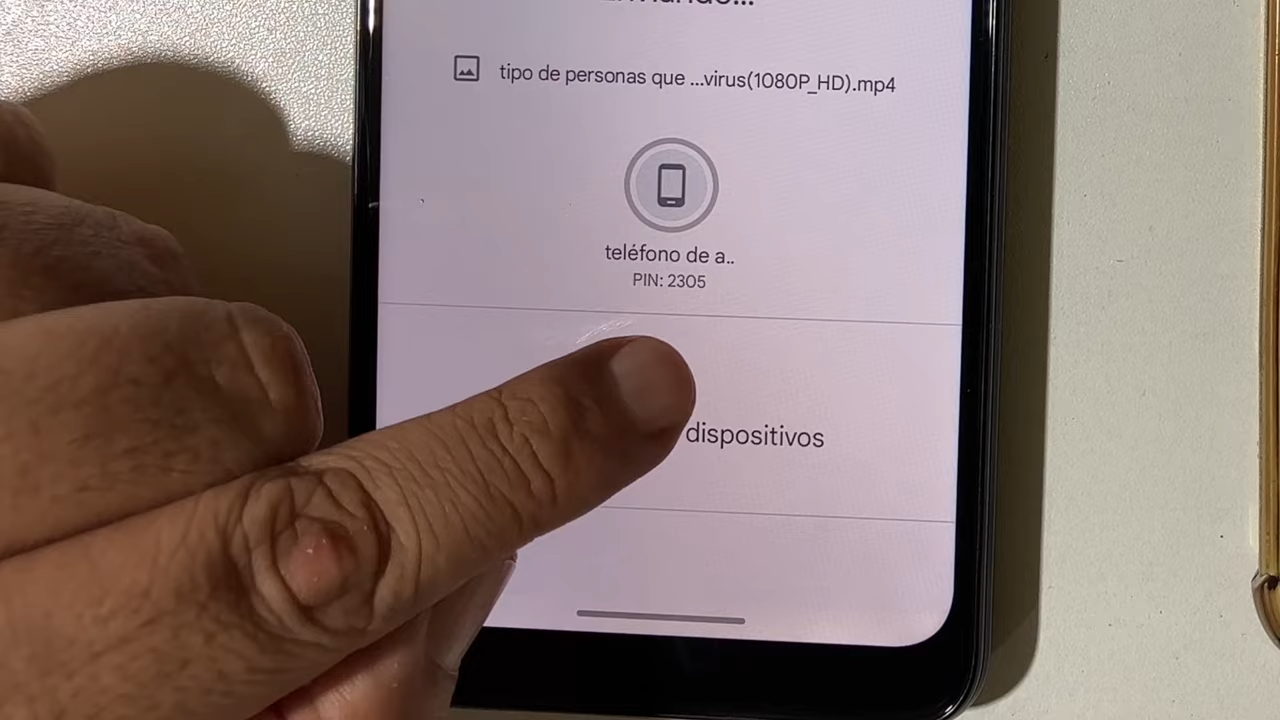 tipo de personas que ...virus(1080P_HD).mp4
teléfono de a..
PIN: 2305
dispositivos